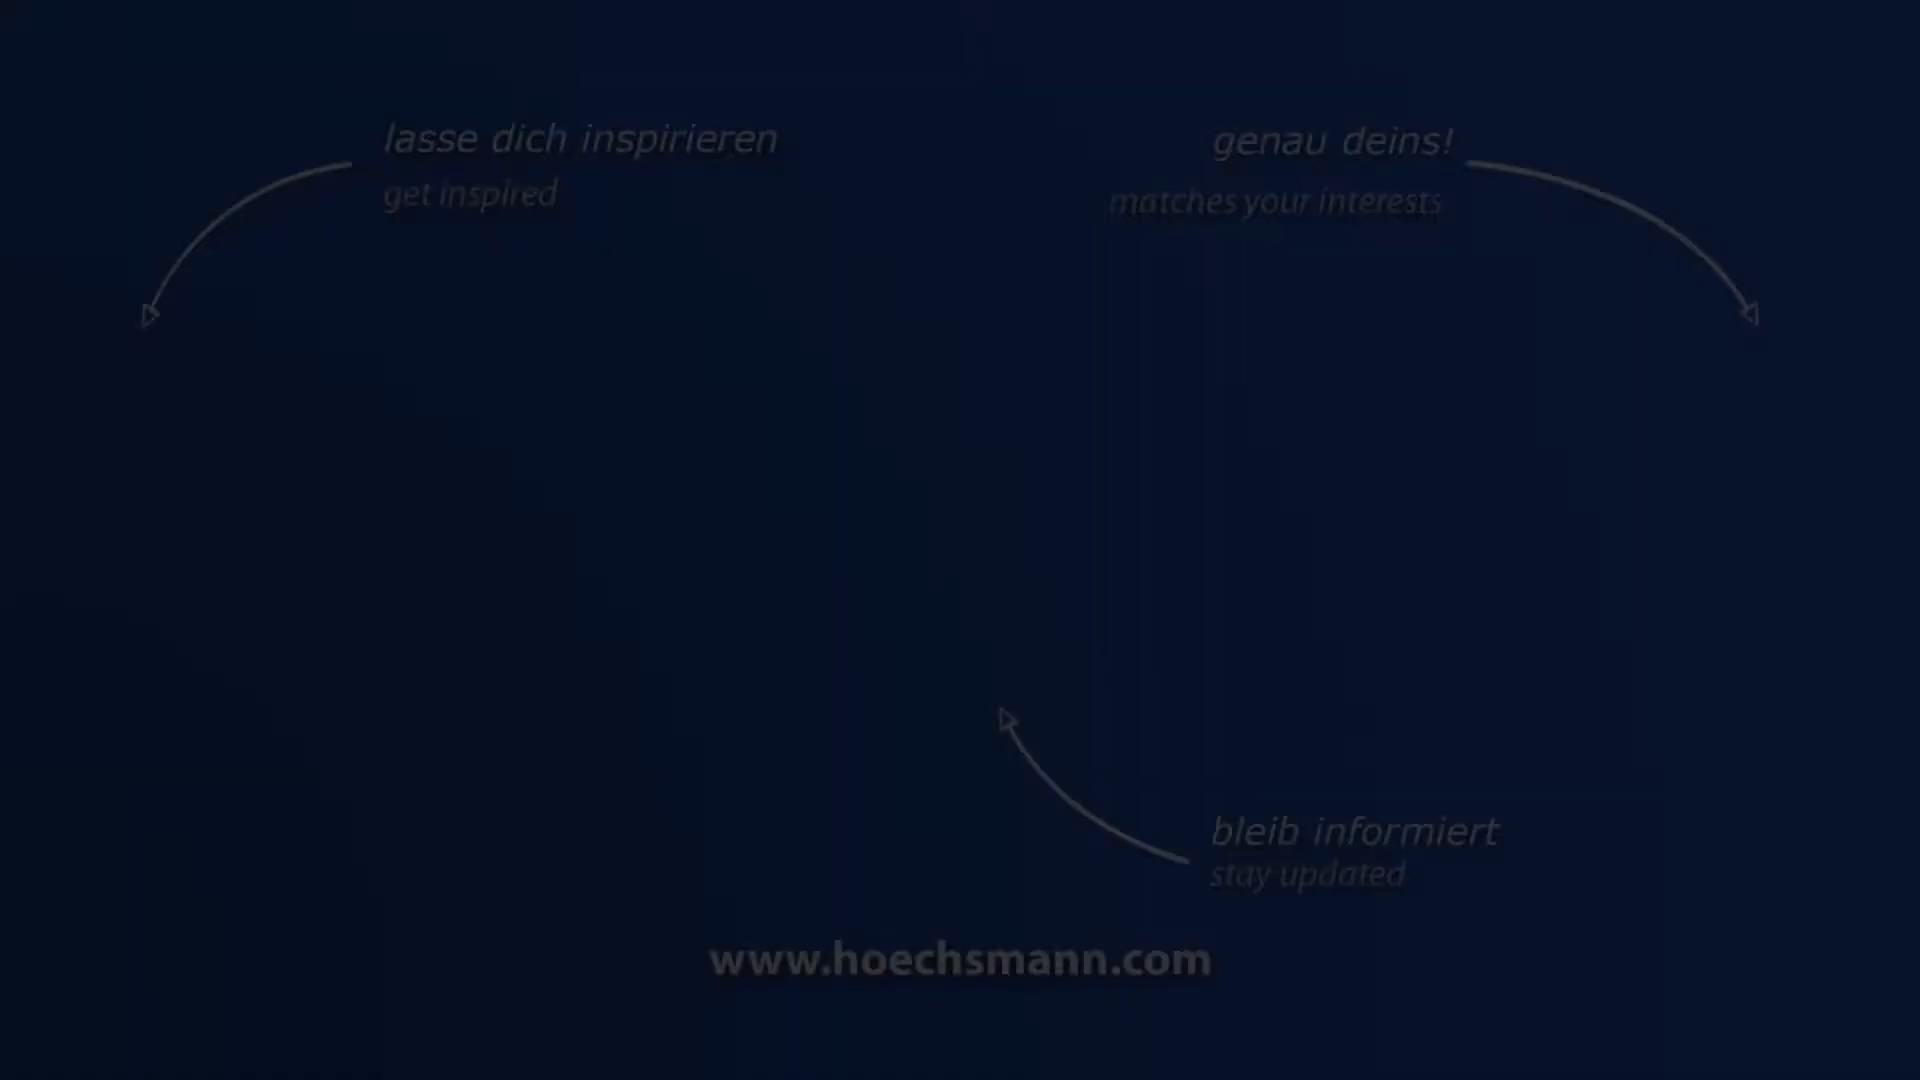 lasse dich inspirieren
get inspired
genau deins!
matches your interests
bleib informiert
stay updated
www.hoechsmann.com